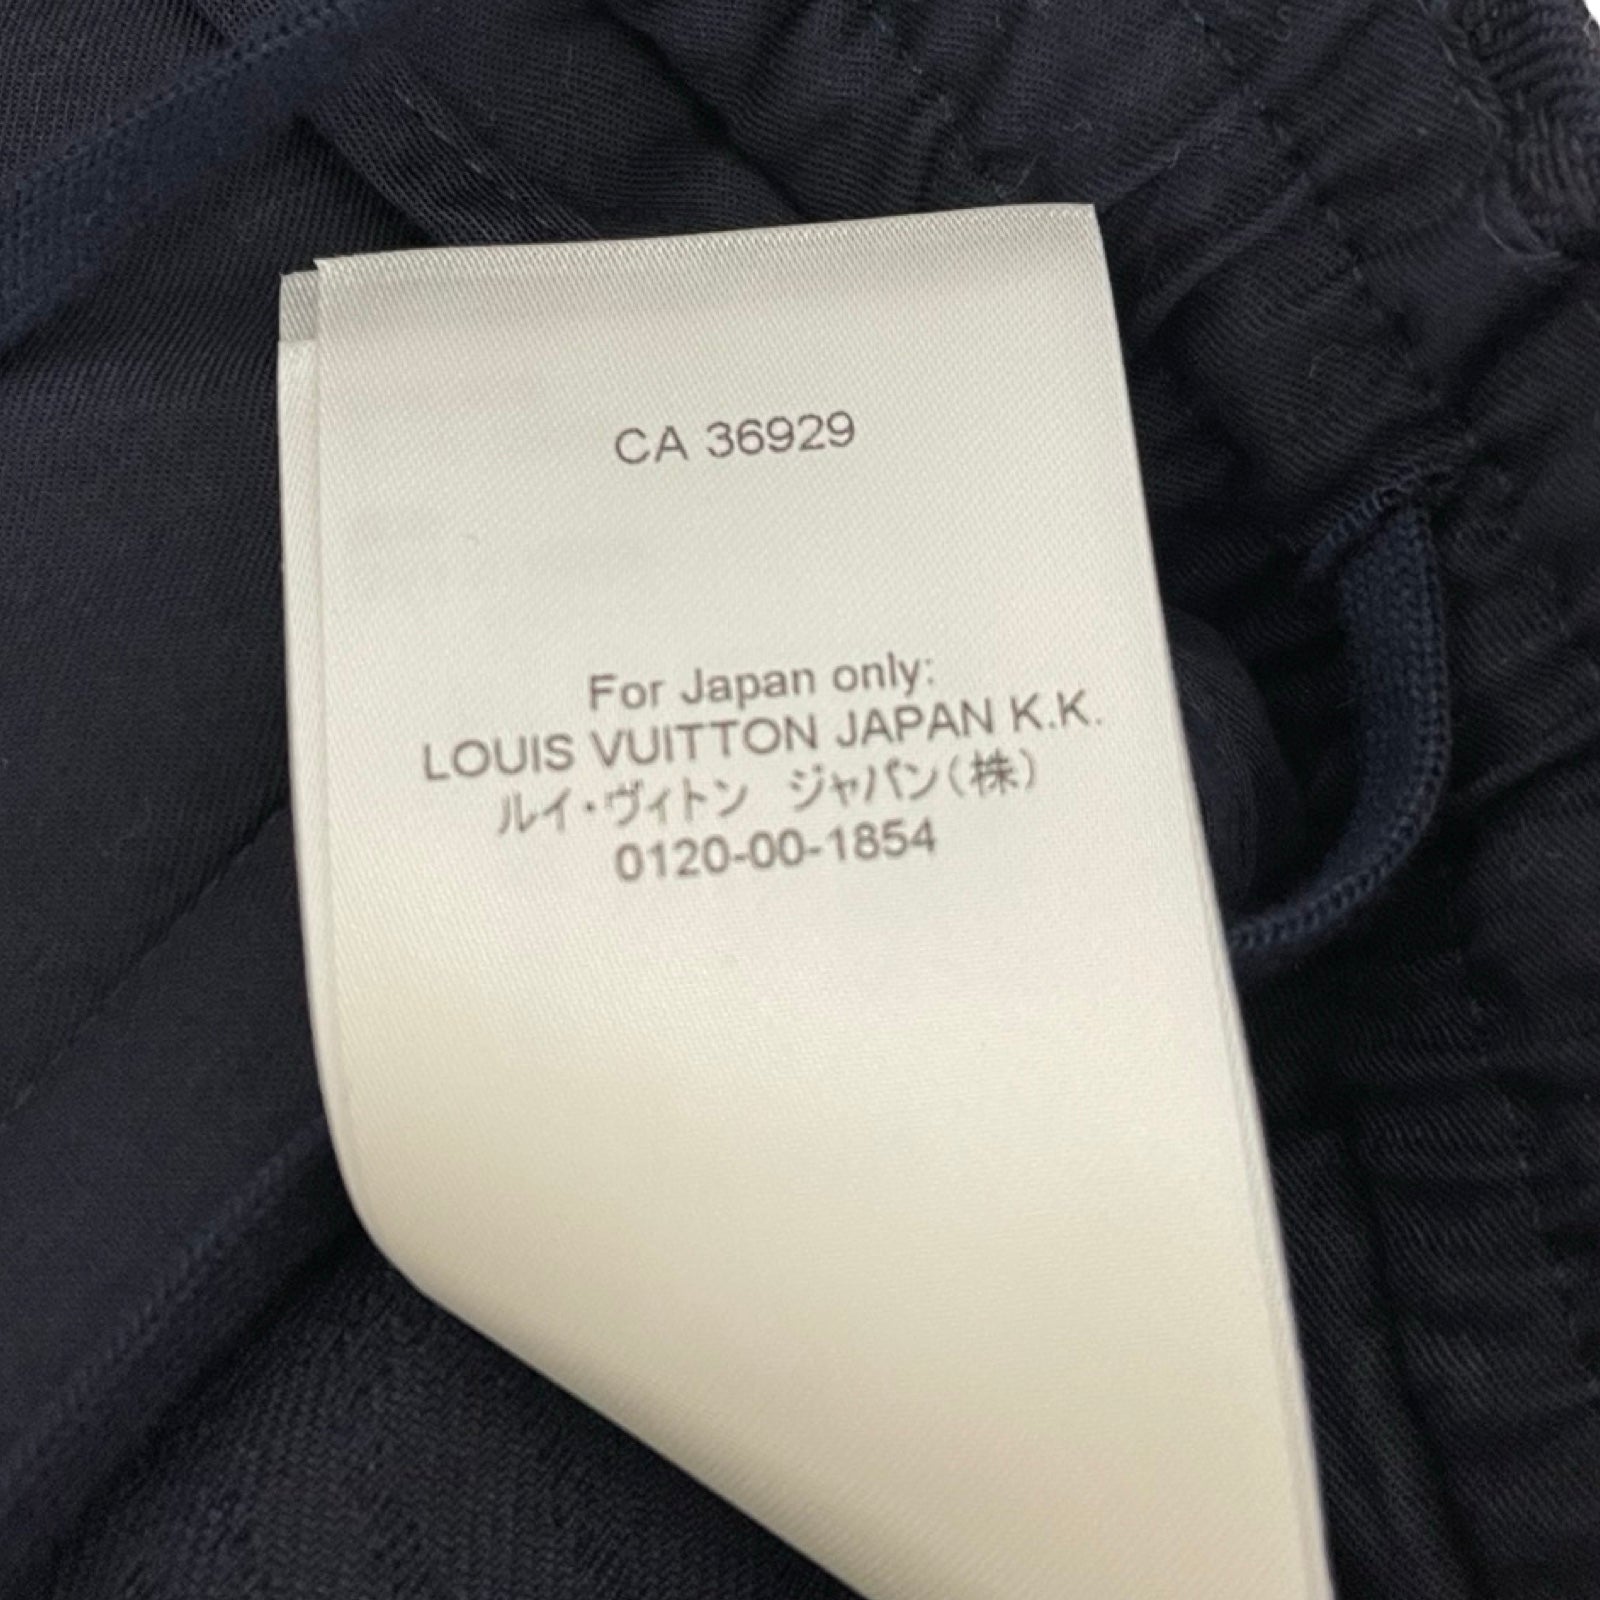 CA 36929
For Japan only:
LOUIS VUITTON JAPAN K.K.
ルイ・ヴィトン ジャパン(株)
0120-00-1854